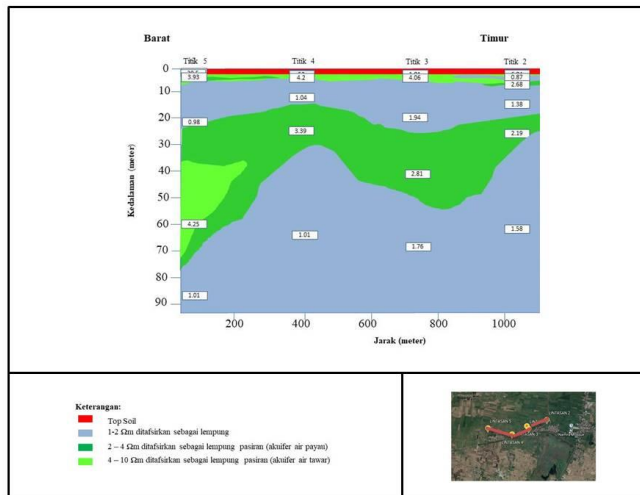 Barat
Timur
Titik 5
Titik 4
Titik 3
Titik 2
0
10
20
30
40
50
60
70
80
90
Kedalaman (meter)
3.93
4.2
4.06
0.87
2.68
1.04
1.38
0.98
1.94
3.39
2.19
2.81
4.25
1.01
1.58
1.76
1.01
200
400
600
800
1000
Jarak (meter)
Keterangan:
Top Soil
1-2 Ωm ditafsirkan sebagai lempung
2 – 4 Ωm ditafsirkan sebagai lempung pasiran (akuifer air payau)
4 – 10 Ωm ditafsirkan sebagai lempung pasiran (akuifer air tawar)